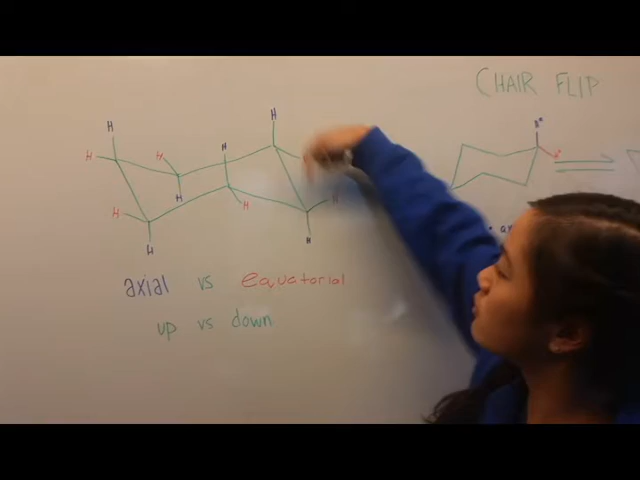 CHAIR FLIP
H H
H H H H
H H H
H H
axial vs equatorial
up vs down